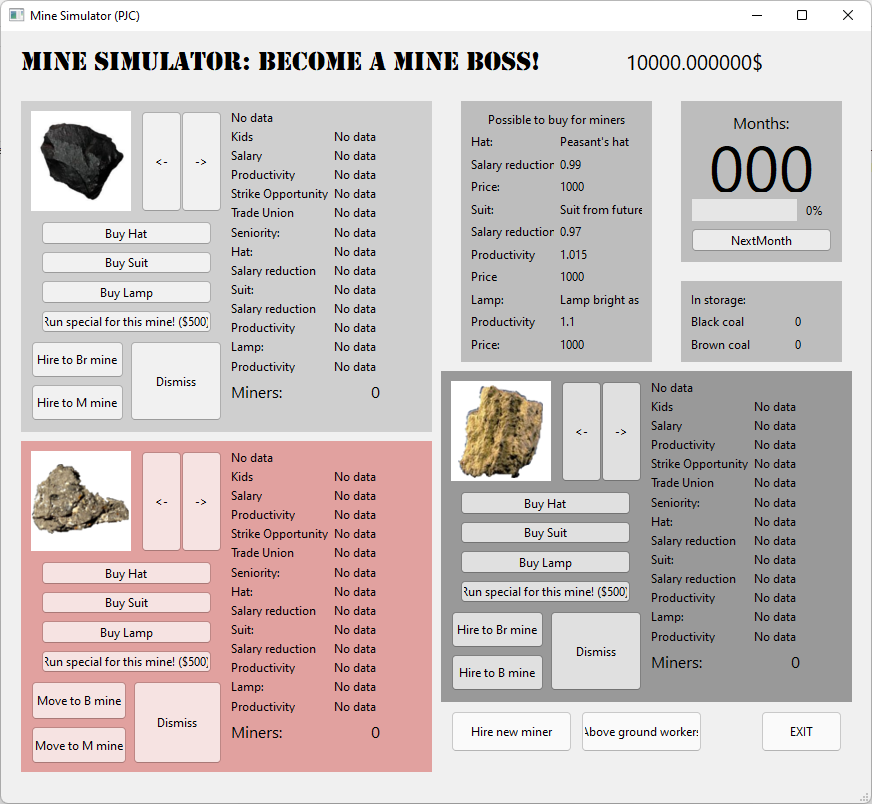 Mine Simulator (PJC)
MINE SIMULATOR: BECOME A MINE BOSS!
10000.000000$
<- ->
Buy Hat
Buy Suit
Buy Lamp
Run special for this mine! ($500)
Hire to Br mine
Hire to M mine
Dismiss
No data
Kids No data
Salary No data
Productivity No data
Strike Opportunity No data
Trade Union No data
Seniority: No data
Hat: No data
Salary reduction No data
Suit: No data
Salary reduction No data
Productivity No data
Lamp: No data
Productivity No data
Miners: 0
Possible to buy for miners
Hat: Peasant's hat
Salary reduction 0.99
Price: 1000
Suit: Suit from future
Salary reduction 0.97
Productivity 1.015
Price 1000
Lamp: Lamp bright as
Productivity 1.1
Price: 1000
Months:
000
0%
NextMonth
In storage:
Black coal 0
Brown coal 0
<- ->
Buy Hat
Buy Suit
Buy Lamp
Run special for this mine! ($500)
Move to B mine
Move to M mine
Dismiss
No data
Kids No data
Salary No data
Productivity No data
Strike Opportunity No data
Trade Union No data
Seniority: No data
Hat: No data
Salary reduction No data
Suit: No data
Salary reduction No data
Productivity No data
Lamp: No data
Productivity No data
Miners: 0
<- ->
Buy Hat
Buy Suit
Buy Lamp
Run special for this mine! ($500)
Hire to Br mine
Hire to B mine
Dismiss
No data
Kids No data
Salary No data
Productivity No data
Strike Opportunity No data
Trade Union No data
Seniority: No data
Hat: No data
Salary reduction No data
Suit: No data
Salary reduction No data
Productivity No data
Lamp: No data
Productivity No data
Miners: 0
Hire new miner
Above ground workers
EXIT